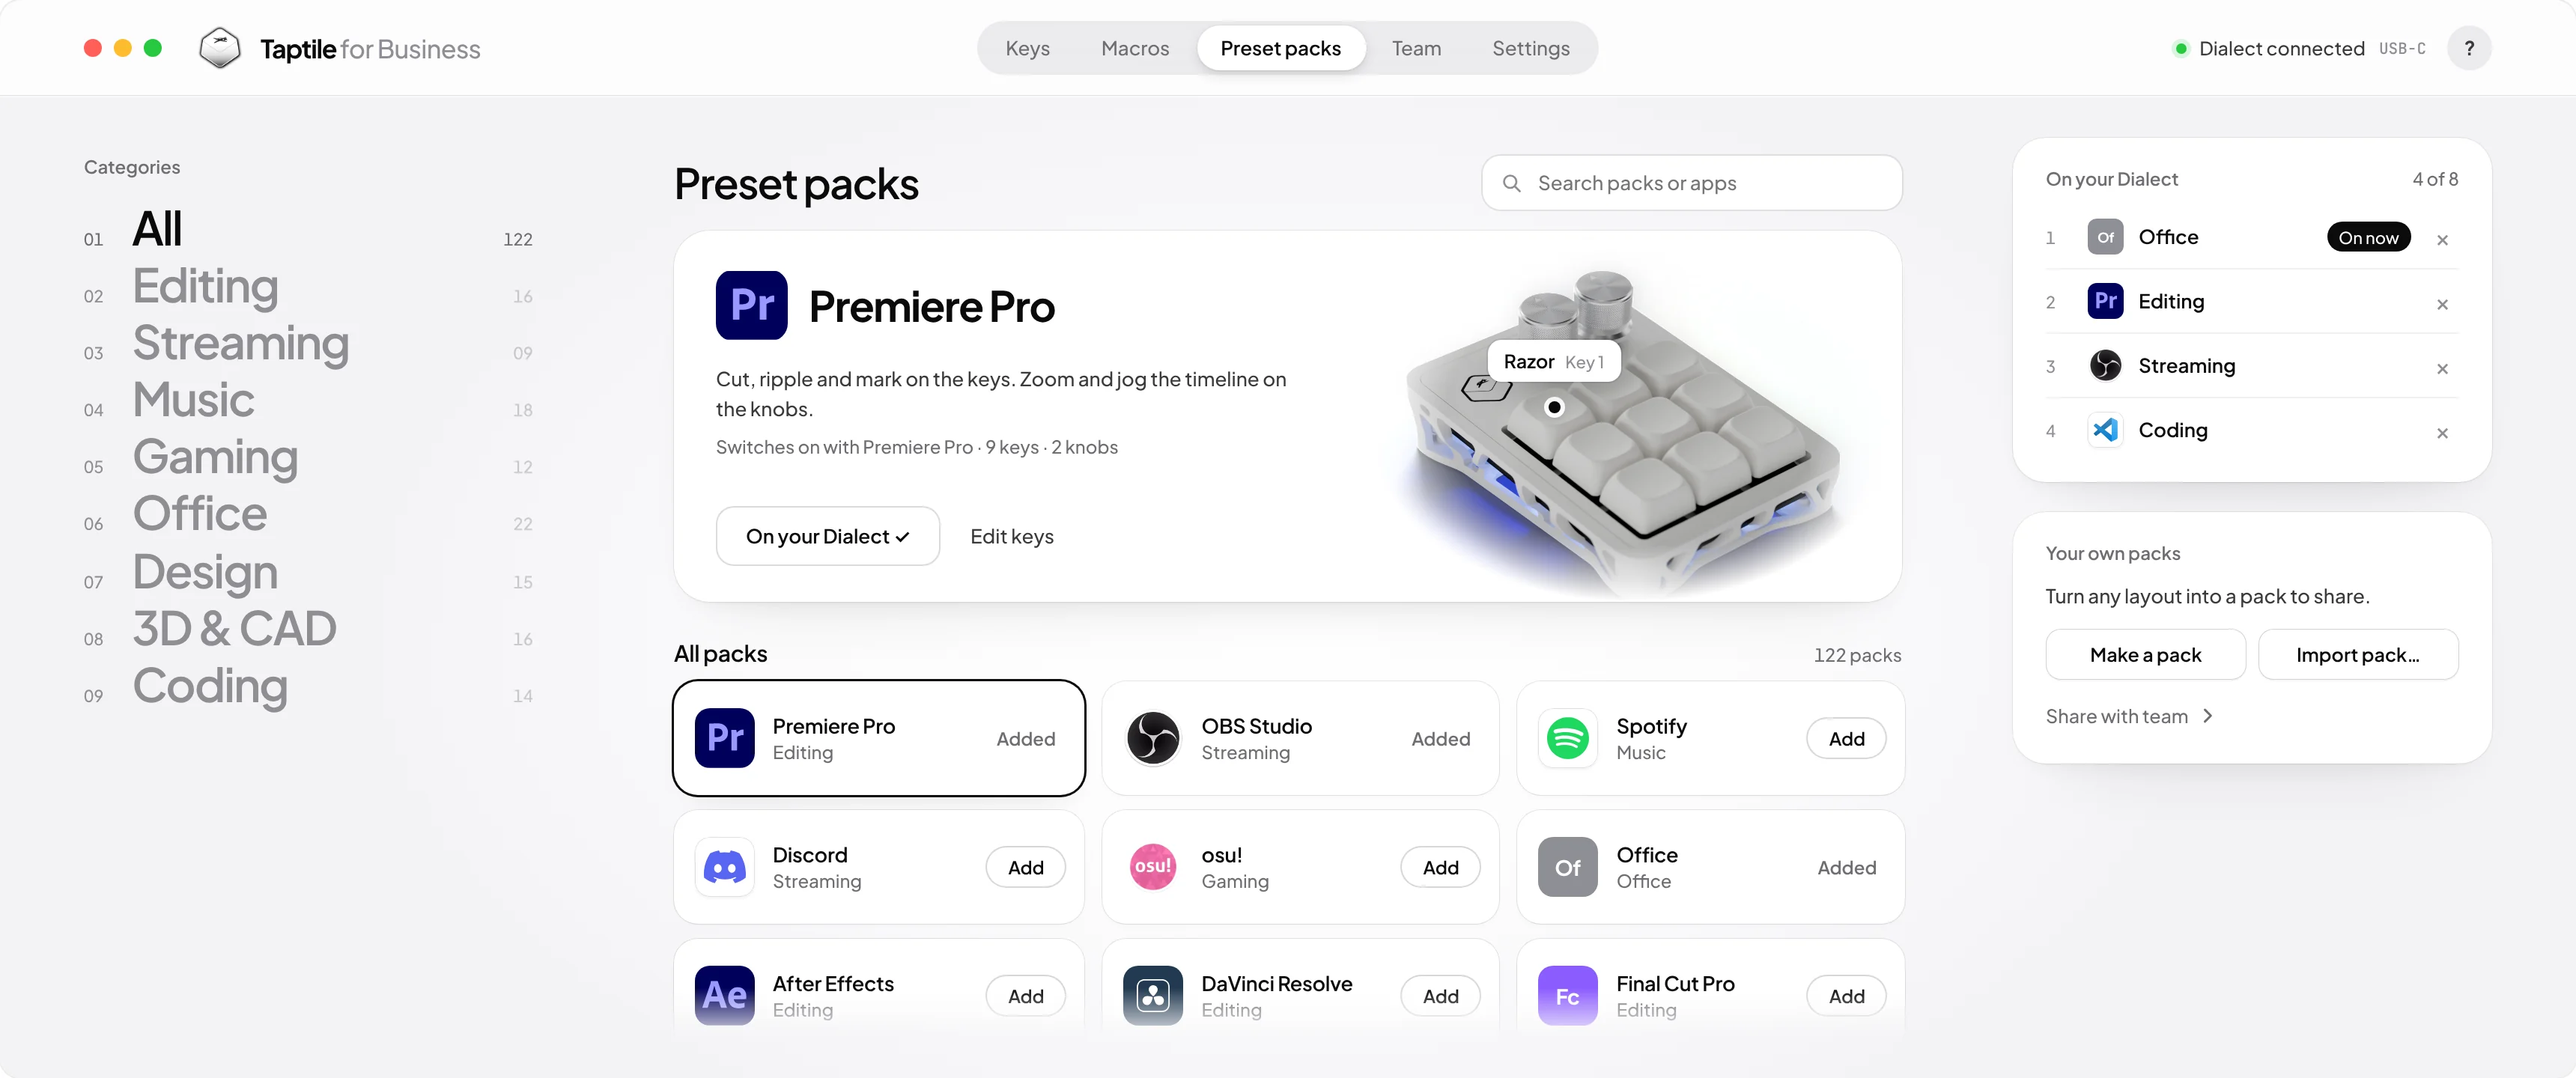 Taptile for Business
Keys
Macros
Preset packs
Team
Settings
Dialect connected USB-C
?
Categories
01 All 122
02 Editing 16
03 Streaming 09
04 Music 18
05 Gaming 12
06 Office 22
07 Design 15
08 3D & CAD 16
09 Coding 14
Preset packs
Search packs or apps
Pr Premiere Pro
Cut, ripple and mark on the keys. Zoom and jog the timeline on
the knobs.
Switches on with Premiere Pro · 9 keys · 2 knobs
On your Dialect ✓
Edit keys
Razor Key 1
All packs
122 packs
Pr
Premiere Pro
Editing
Added
OBS Studio
Streaming
Added
Spotify
Music
Add
Discord
Streaming
Add
osu!
osu!
Gaming
Add
Of
Office
Office
Added
Ae
After Effects
Editing
Add
DaVinci Resolve
Editing
Add
Fc
Final Cut Pro
Editing
Add
On your Dialect 4 of 8
1 Of Office On now ×
2 Pr Editing ×
3 Streaming ×
4 Coding ×
Your own packs
Turn any layout into a pack to share.
Make a pack
Import pack...
Share with team >